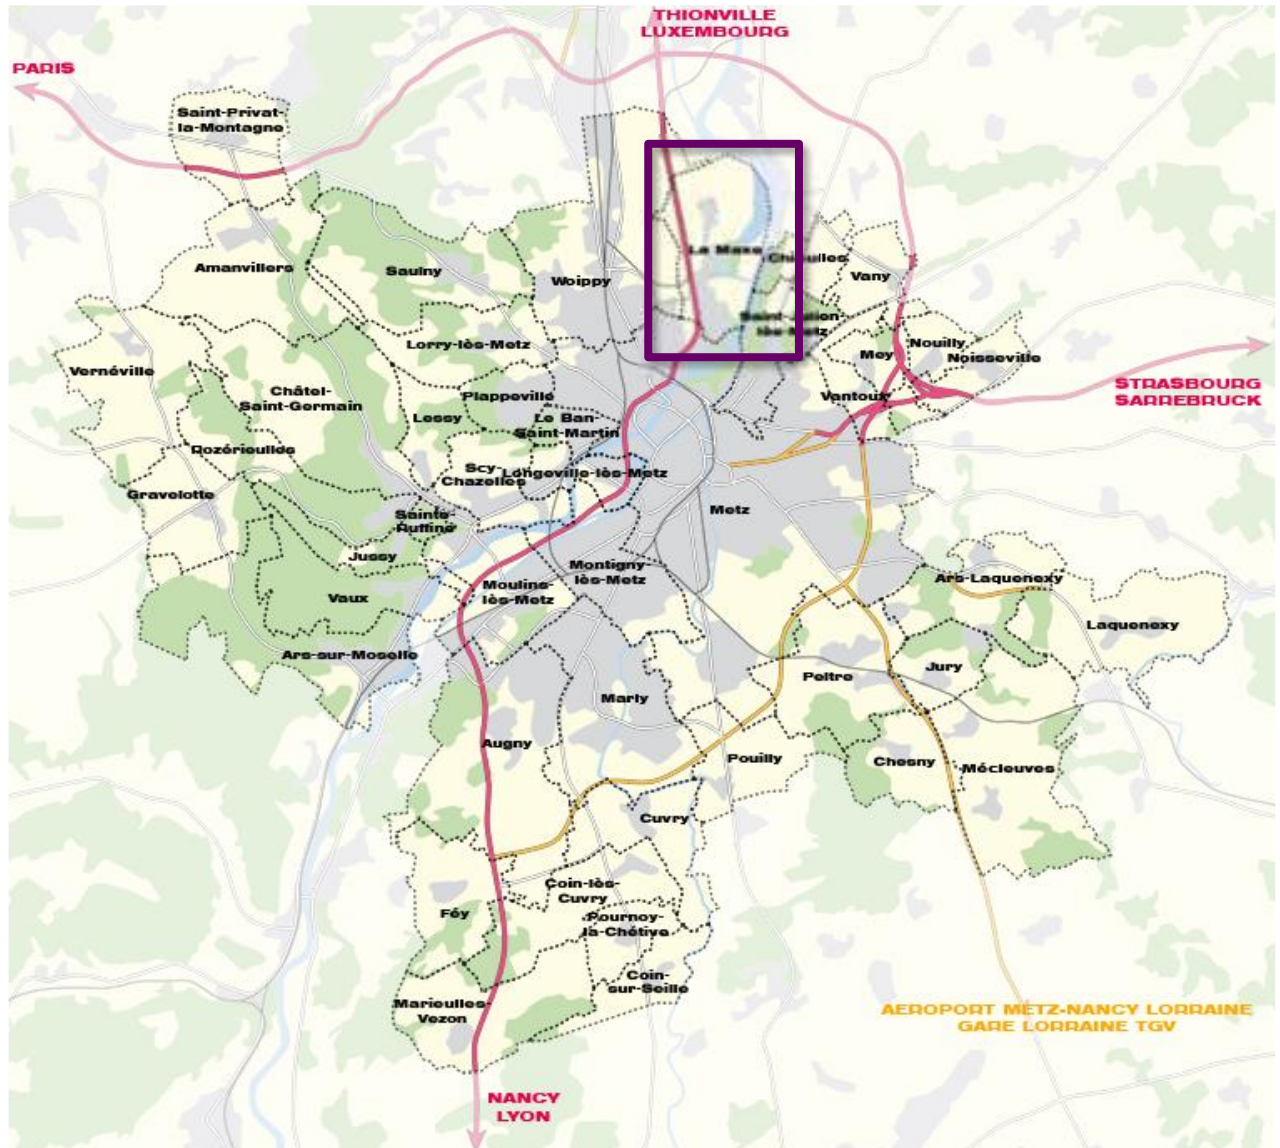 THIONVILLE
LUXEMBOURG
PARIS
Saint-Privat-
la-Montagne
La Maxe
Chieulles
Vany
Amanvillers
Saulny
Woippy
Saint-Julien
lès-Metz
Nouilly
Noisseville
Mey
Lorry-lès-Metz
Vernéville
Châtel-
Saint-Germain
STRASBOURG
SARREBRUCK
Plappeville
Vantoux
Lessy
Le Ban-
Saint-Martin
Rozérieulles
Scy-
Chazelles
Longeville-lès-Metz
Gravelotte
Metz
Sainte-
Ruffine
Jussy
Montigny-
lès-Metz
Moulins-
lès-Metz
Ars-Laquenexy
Vaux
Laquenexy
Ars-sur-Moselle
Jury
Peltre
Marly
Augny
Pouilly
Chesny
Mécleuves
Cuvry
Coin-lès-
Cuvry
Féy
Pournoy-
la-Chétive
Coin-
sur-Seille
Marieulles-
Vezon
AEROPORT METZ-NANCY LORRAINE
GARE LORRAINE TGV
NANCY
LYON